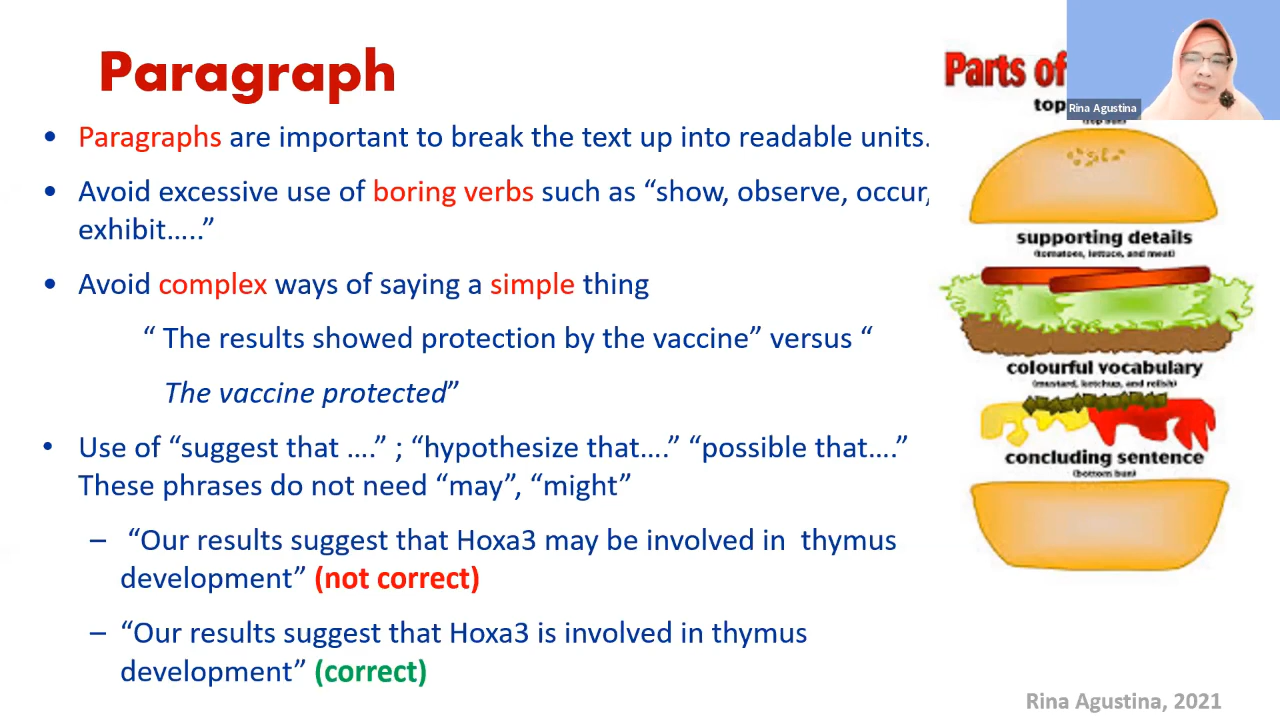 Paragraph
• Paragraphs are important to break the text up into readable units.
• Avoid excessive use of boring verbs such as “show, observe, occur,
exhibit…..”
• Avoid complex ways of saying a simple thing
“ The results showed protection by the vaccine” versus “
The vaccine protected”
• Use of “suggest that ….” ; “hypothesize that….” “possible that….”
These phrases do not need “may”, “might”
– “Our results suggest that Hoxa3 may be involved in thymus
development” (not correct)
– “Our results suggest that Hoxa3 is involved in thymus
development” (correct)
Parts of
top
Rina Agustina
supporting details
(tomatoes, lettuce, and meat)
colourful vocabulary
(mustard, ketchup, and relish)
concluding sentence
(bottom bun)
Rina Agustina, 2021